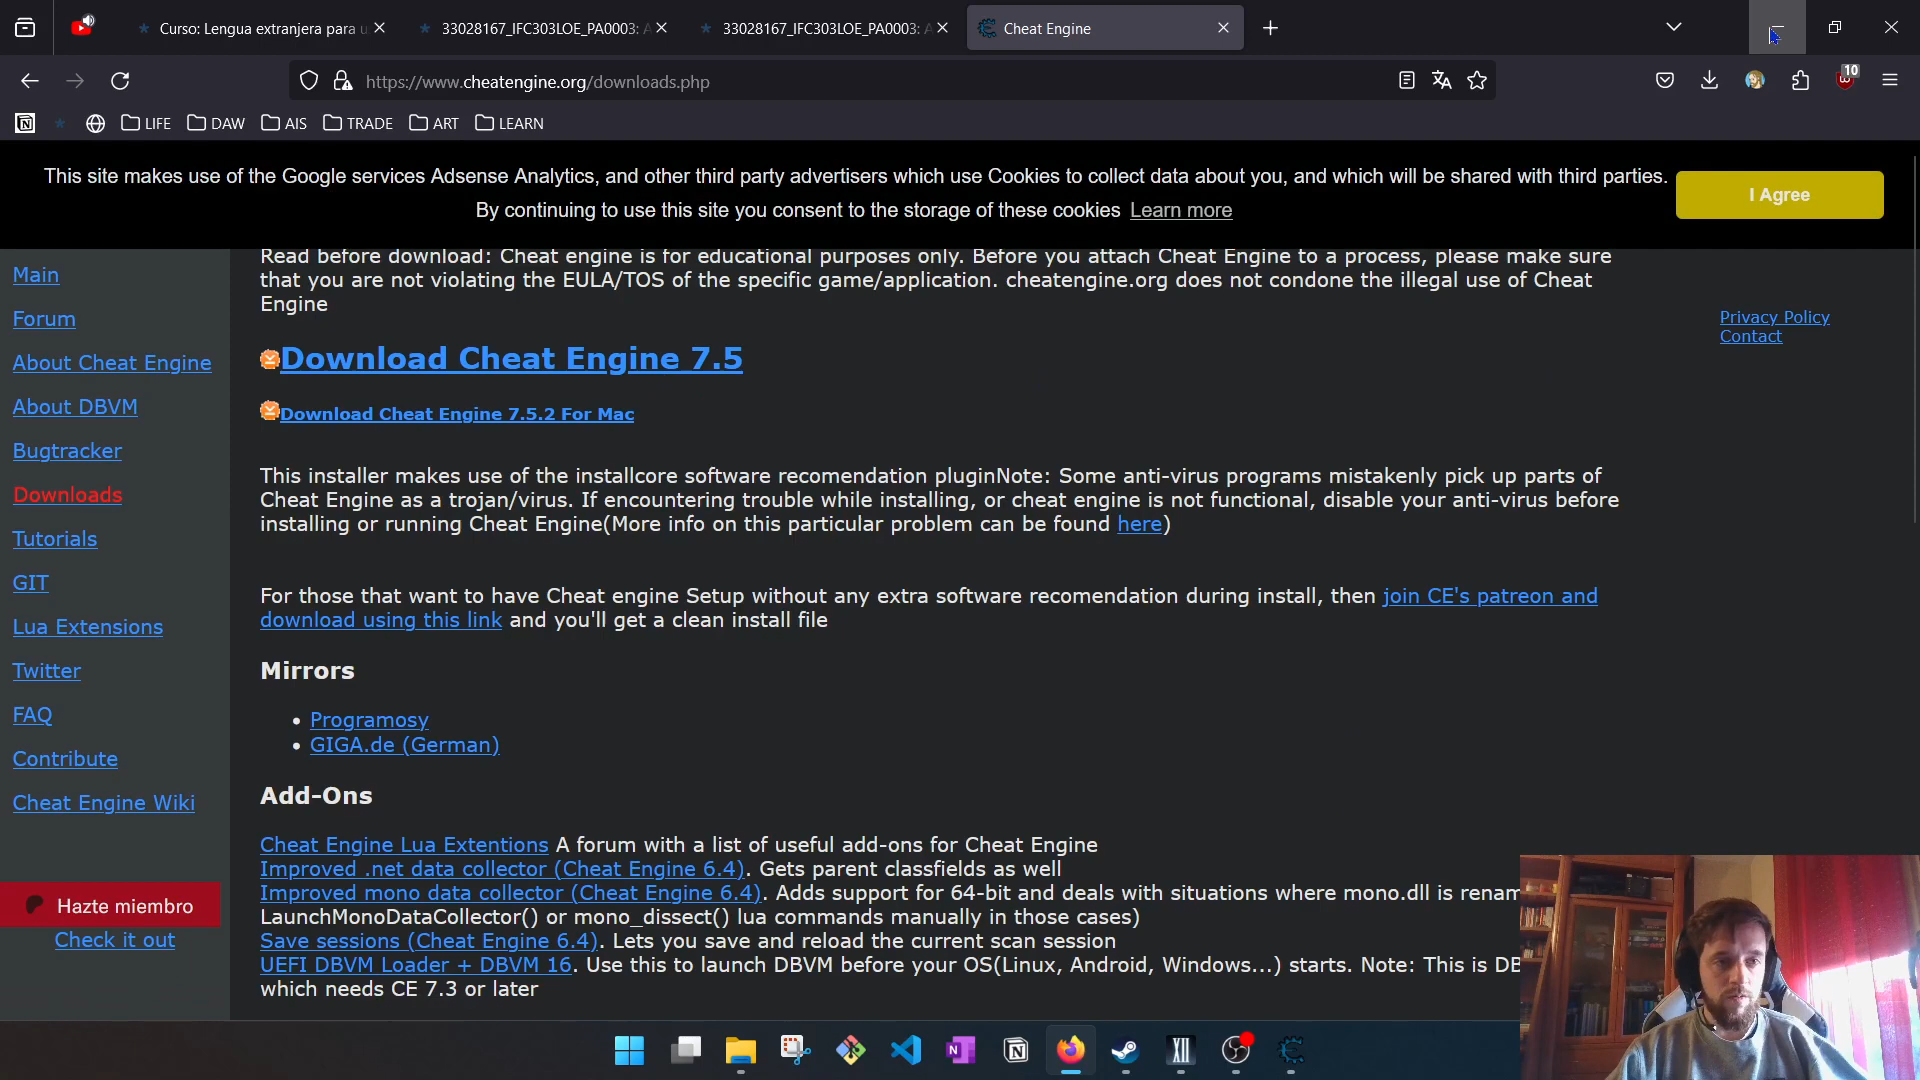 Curso: Lengua extranjera para u
33028167_IFC303LOE_PA0003: A
33028167_IFC303LOE_PA0003: A
Cheat Engine
https://www.cheatengine.org/downloads.php
10
LIFE
DAW
AIS
TRADE
ART
LEARN
This site makes use of the Google services Adsense Analytics, and other third party advertisers which use Cookies to collect data about you, and which will be shared with third parties.
By continuing to use this site you consent to the storage of these cookies Learn more
I Agree
Main
Forum
About Cheat Engine
About DBVM
Bugtracker
Downloads
Tutorials
GIT
Lua Extensions
Twitter
FAQ
Contribute
Cheat Engine Wiki
Hazte miembro
Check it out
Read before download: Cheat engine is for educational purposes only. Before you attach Cheat Engine to a process, please make sure
that you are not violating the EULA/TOS of the specific game/application. cheatengine.org does not condone the illegal use of Cheat
Engine
Download Cheat Engine 7.5
Download Cheat Engine 7.5.2 For Mac
This installer makes use of the installcore software recomendation pluginNote: Some anti-virus programs mistakenly pick up parts of
Cheat Engine as a trojan/virus. If encountering trouble while installing, or cheat engine is not functional, disable your anti-virus before
installing or running Cheat Engine(More info on this particular problem can be found here)
For those that want to have Cheat engine Setup without any extra software recomendation during install, then join CE's patreon and
download using this link and you'll get a clean install file
Mirrors
Programosy
GIGA.de (German)
Add-Ons
Cheat Engine Lua Extentions A forum with a list of useful add-ons for Cheat Engine
Improved .net data collector (Cheat Engine 6.4). Gets parent classfields as well
Improved mono data collector (Cheat Engine 6.4). Adds support for 64-bit and deals with situations where mono.dll is renam
LaunchMonoDataCollector() or mono_dissect() lua commands manually in those cases)
Save sessions (Cheat Engine 6.4). Lets you save and reload the current scan session
UEFI DBVM Loader + DBVM 16. Use this to launch DBVM before your OS(Linux, Android, Windows...) starts. Note: This is DB
which needs CE 7.3 or later
Privacy Policy
Contact
XII